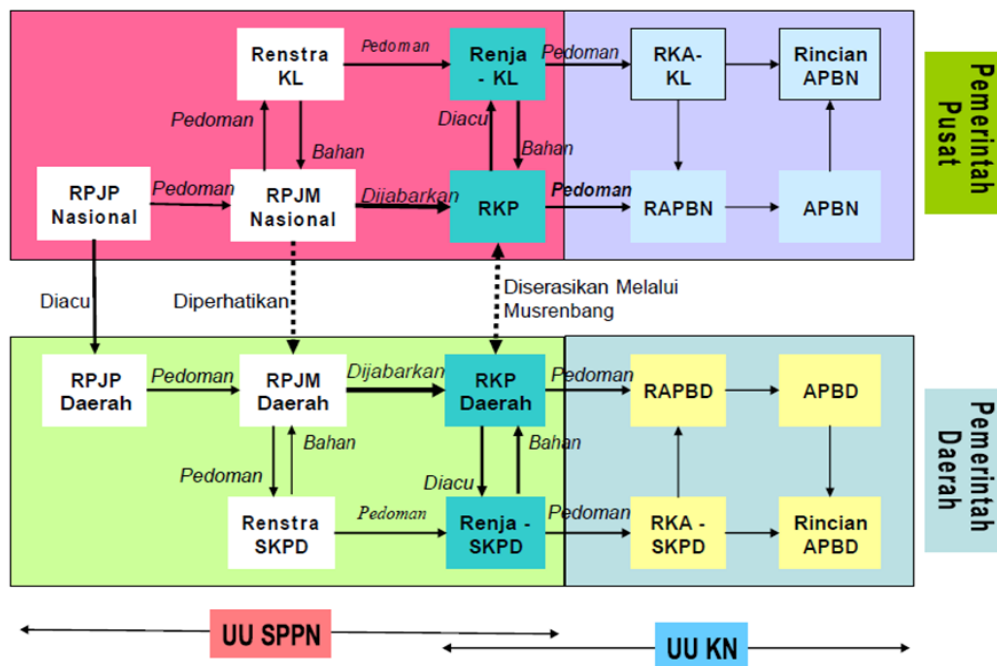 Renstra
KL
Pedoman
Renja
- KL
Pedoman
RKA-
KL
Rincian
APBN
Pedoman
Bahan
Diacu
Bahan
RPJP
Nasional
Pedoman
RPJM
Nasional
Dijabarkan
RKP
Pedoman
RAPBN
APBN
Pemerintah
Pusat
Diacu
Diperhatikan
Diserasikan Melalui
Musrenbang
RPJP
Daerah
Pedoman
RPJM
Daerah
Dijabarkan
RKP
Daerah
Pedoman
RAPBD
APBD
Pedoman
Bahan
Diacu
Bahan
Renstra
SKPD
Pedoman
Renja -
SKPD
Pedoman
RKA -
SKPD
Rincian
APBD
Pemerintah
Daerah
UU SPPN
UU KN